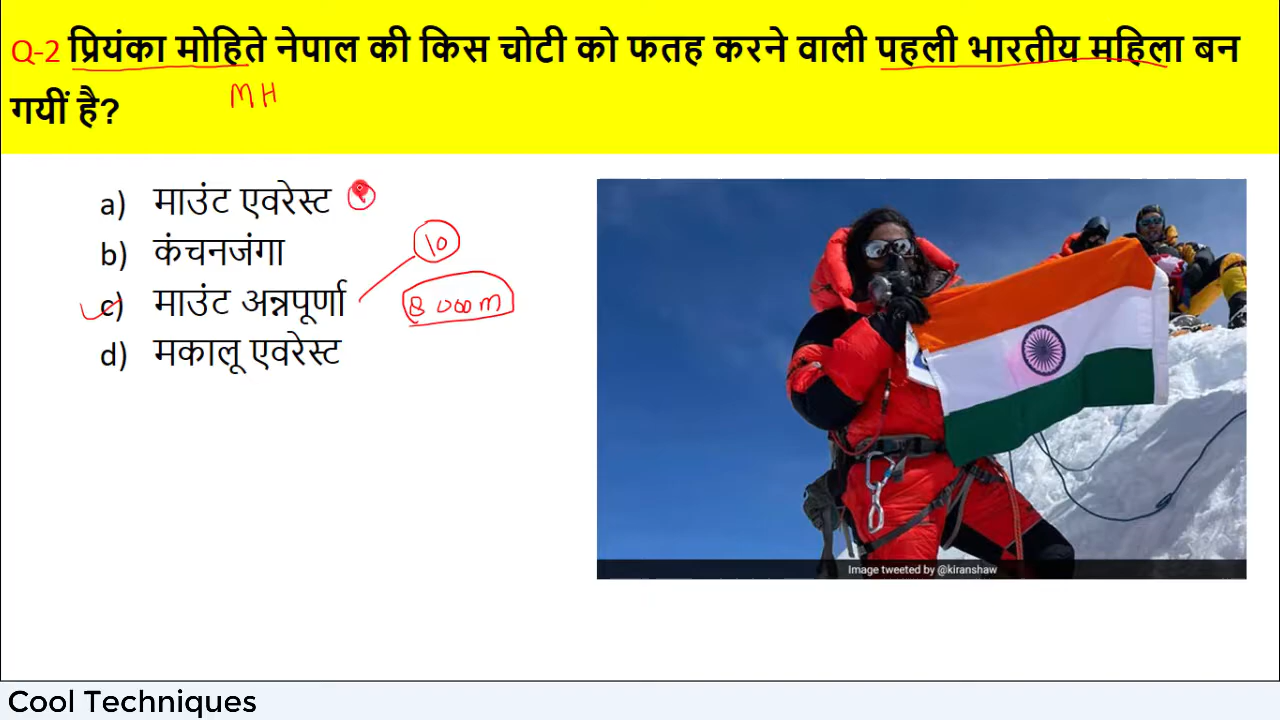 Q-2 प्रियंका मोहिते नेपाल की किस चोटी को फतह करने वाली पहली भारतीय महिला बन
गयीं है?
MH
a) माउंट एवरेस्ट
b) कंचनजंगा
10
c) माउंट अन्नपूर्णा
8000m
d) मकालू एवरेस्ट
Image tweeted by @kiranshaw
Cool Techniques